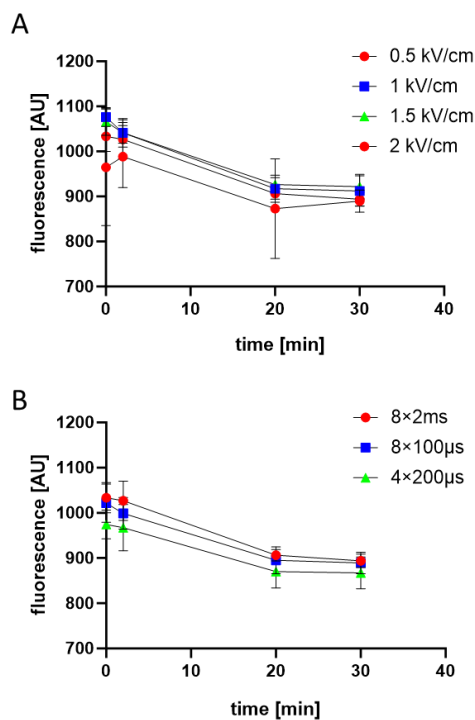 A
0.5 kV/cm
1 kV/cm
1.5 kV/cm
2 kV/cm
fluorescence [AU]
1200
1100
1000
900
800
700
0
10
20
30
40
time [min]
B
8×2ms
8×100µs
4×200µs
fluorescence [AU]
1200
1100
1000
900
800
700
0
10
20
30
40
time [min]